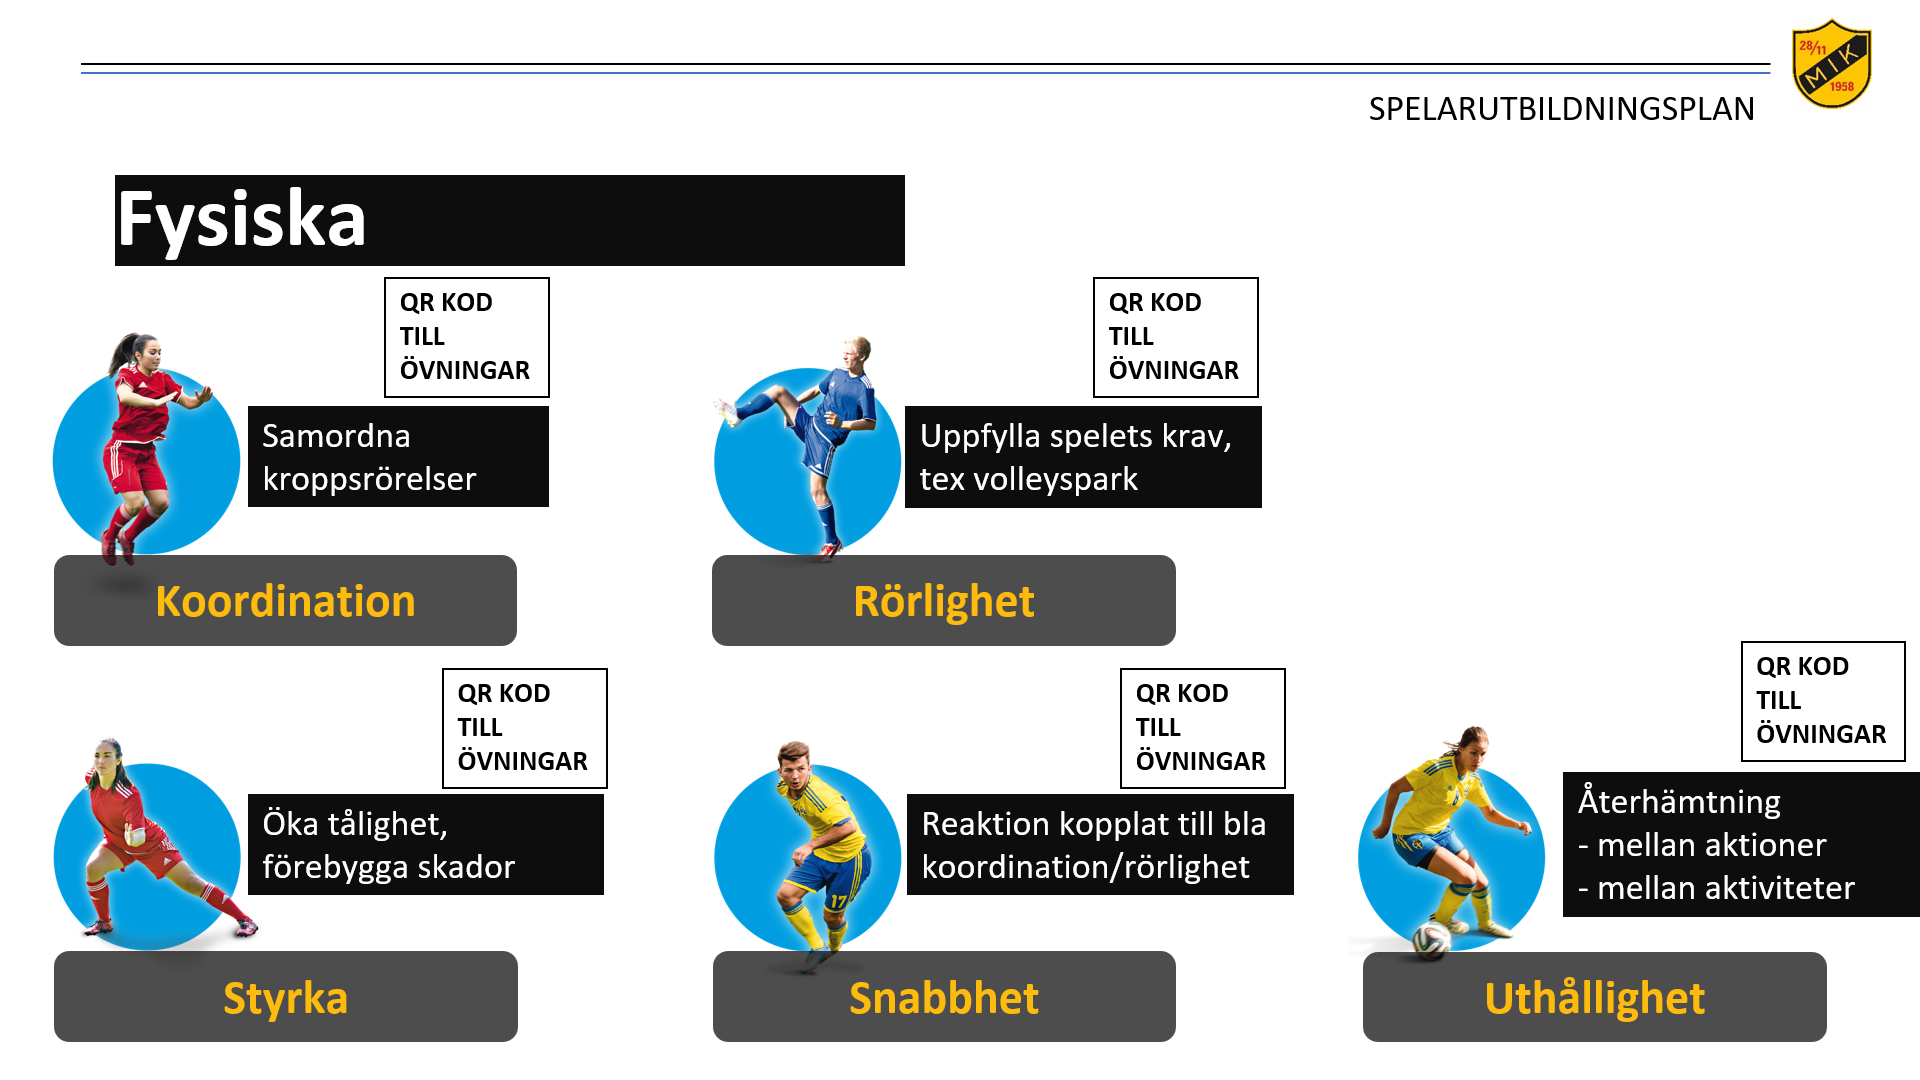 28/11
MIK
1958
SPELARUTBILDNINGSPLAN
Fysiska
QR KOD
TILL
ÖVNINGAR
Samordna
kroppsrörelser
Koordination
QR KOD
TILL
ÖVNINGAR
Uppfylla spelets krav,
tex volleyspark
Rörlighet
QR KOD
TILL
ÖVNINGAR
Öka tålighet,
förebygga skador
Styrka
QR KOD
TILL
ÖVNINGAR
Reaktion kopplat till bla
koordination/rörlighet
17
Snabbhet
QR KOD
TILL
ÖVNINGAR
Återhämtning
- mellan aktioner
- mellan aktiviteter
Uthållighet